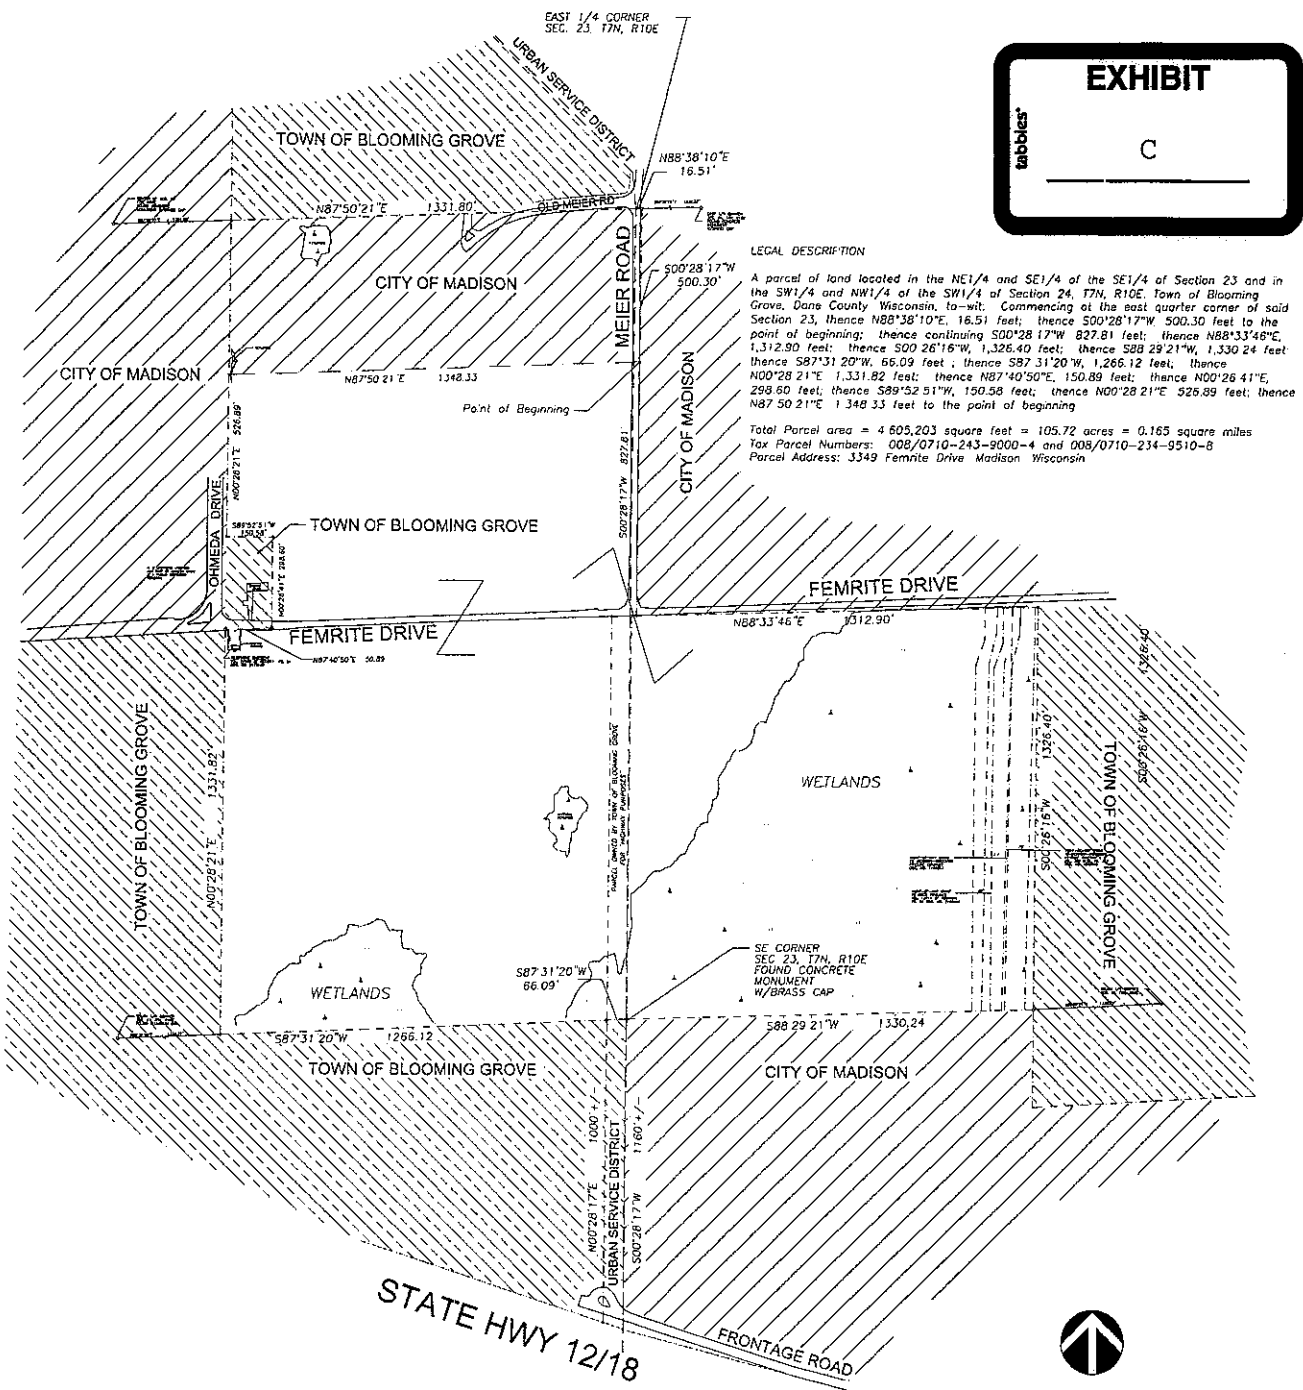 EAST 1/4 CORNER
SEC. 23, T7N, R10E
EXHIBIT
tabbies®
C
URBAN SERVICE DISTRICT
TOWN OF BLOOMING GROVE
N88°38'10"E
16.51'
N87°50'21"E 1331.80'
OLD MEIER RD
MEIER ROAD
S00°28'17"W
500.30'
CITY OF MADISON
LEGAL DESCRIPTION
A parcel of land located in the NE1/4 and SE1/4 of the SE1/4 of Section 23 and in
the SW1/4 and NW1/4 of the SW1/4 of Section 24, T7N, R10E, Town of Blooming
Grove, Dane County Wisconsin, to-wit: Commencing at the east quarter corner of said
Section 23, thence N88°38'10"E, 16.51 feet; thence S00°28'17"W, 500.30 feet to the
point of beginning; thence continuing S00°28 17"W 827.81 feet; thence N88°33'46"E,
1,312.90 feet; thence S00 26'16"W, 1,326.40 feet; thence S88 29'21"W, 1,330 24 feet
thence S87°31 20"W, 66.09 feet ; thence S87 31'20"W, 1,266.12 feet; thence
N00°28 21"E 1,331.82 feet; thence N87°40'50"E, 150.89 feet; thence N00°26 41"E,
298.60 feet; thence S89°52 51"W, 150.58 feet; thence N00°28 21"E 526.89 feet; thence
N87 50 21"E 1 348 33 feet to the point of beginning
Total Parcel area = 4 605,203 square feet = 105.72 acres = 0.165 square miles
Tax Parcel Numbers: 008/0710-243-9000-4 and 008/0710-234-9510-8
Parcel Address: 3349 Femrite Drive Madison Wisconsin
CITY OF MADISON
N87°50 21"E 1348.33
Point of Beginning
CITY OF MADISON
N00°28'21"E 526.89'
S00°28'17"W 827.81'
OHMEDA DRIVE
S89°52'51"W
150.58'
TOWN OF BLOOMING GROVE
N00°26'41"E 298.60'
FEMRITE DRIVE
FEMRITE DRIVE
N88°33'46"E 1312.90'
N87°40'50"E 50.89
TOWN OF BLOOMING GROVE
N00°28'21"E 1331.82'
PARCEL OWNED BY TOWN OF BLOOMING GROVE
FOR HIGHWAY PURPOSES
WETLANDS
S00°26'16"W 1326.40'
TOWN OF BLOOMING GROVE
S00°26'16"W 1326.40'
WETLANDS
S87°31'20"W
66.09'
SE CORNER
SEC 23, T7N, R10E
FOUND CONCRETE
MONUMENT
W/BRASS CAP
S87°31'20"W 1266.12
S88 29 21"W 1330.24
TOWN OF BLOOMING GROVE
CITY OF MADISON
N00°28'17"E 1000'+
URBAN SERVICE DISTRICT
S00°28'17"W 1160'+/-
STATE HWY 12/18
FRONTAGE ROAD